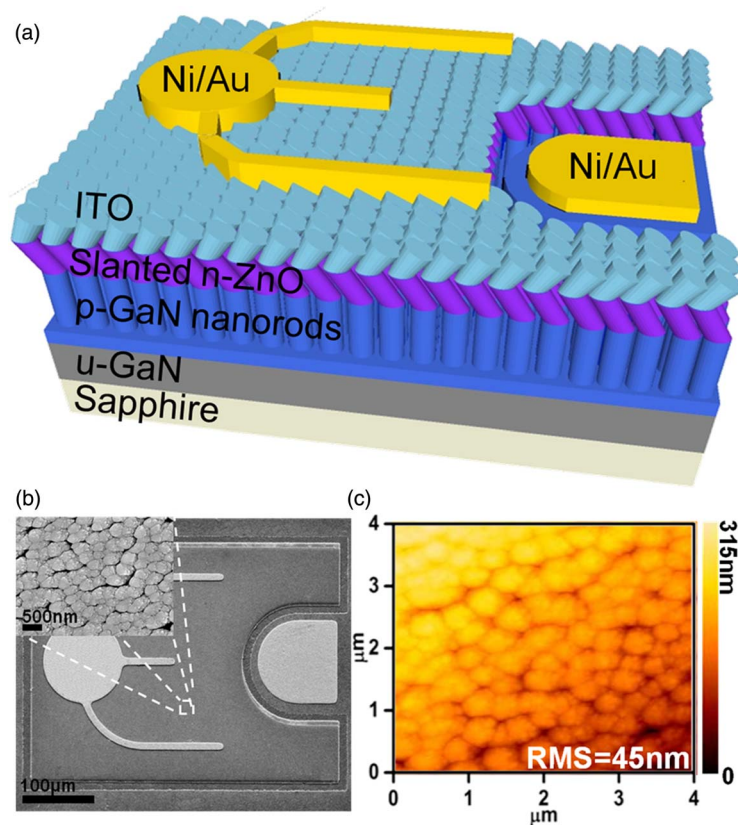 (a)
Ni/Au
Ni/Au
ITO
Slanted n-ZnO
p-GaN nanorods
u-GaN
Sapphire
(b)
500nm
100μm
(c)
4
3
2
1
0
μm
0
1
2
3
4
μm
RMS=45nm
315nm
0